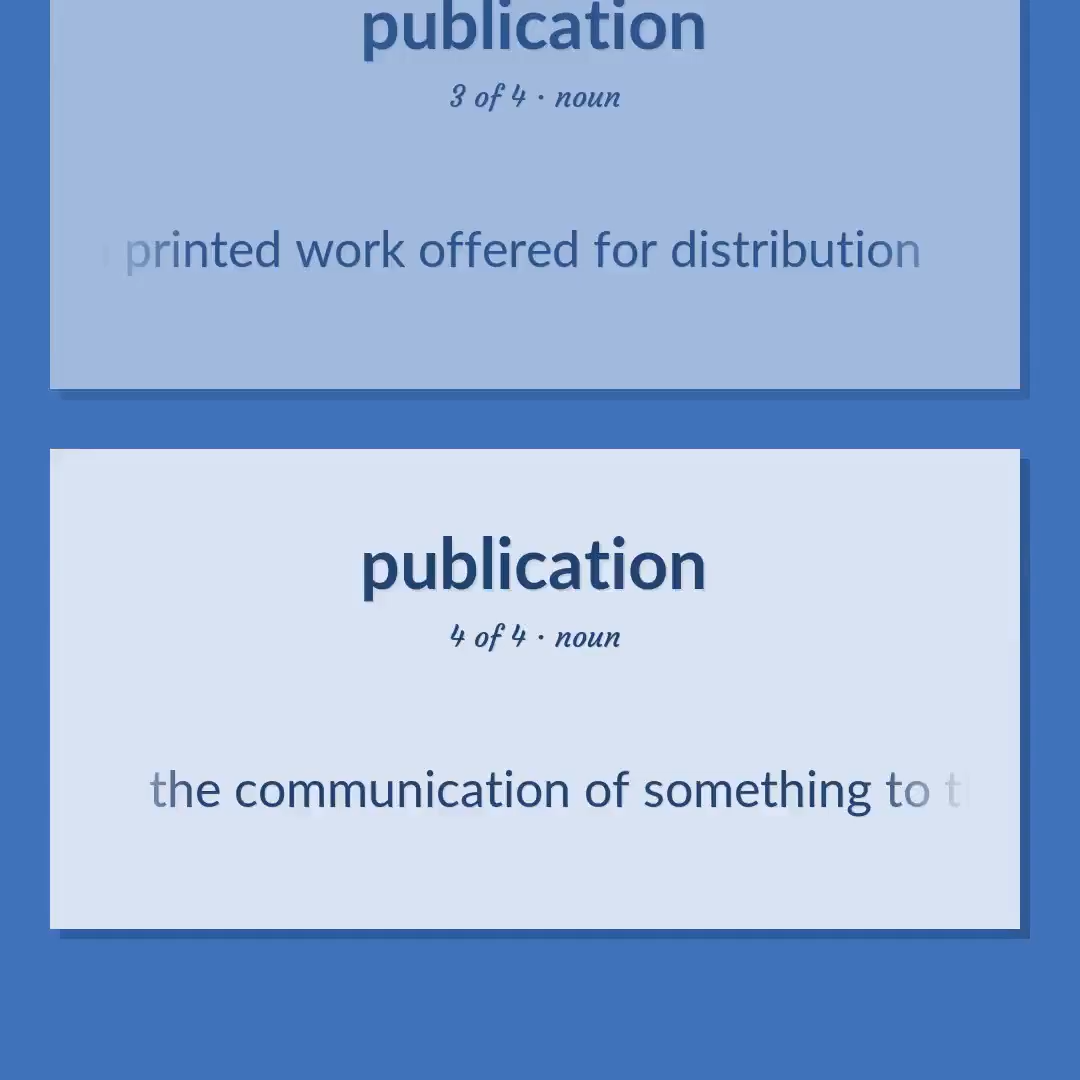 publication
3 of 4 · noun
printed work offered for distribution
publication
4 of 4 · noun
the communication of something to